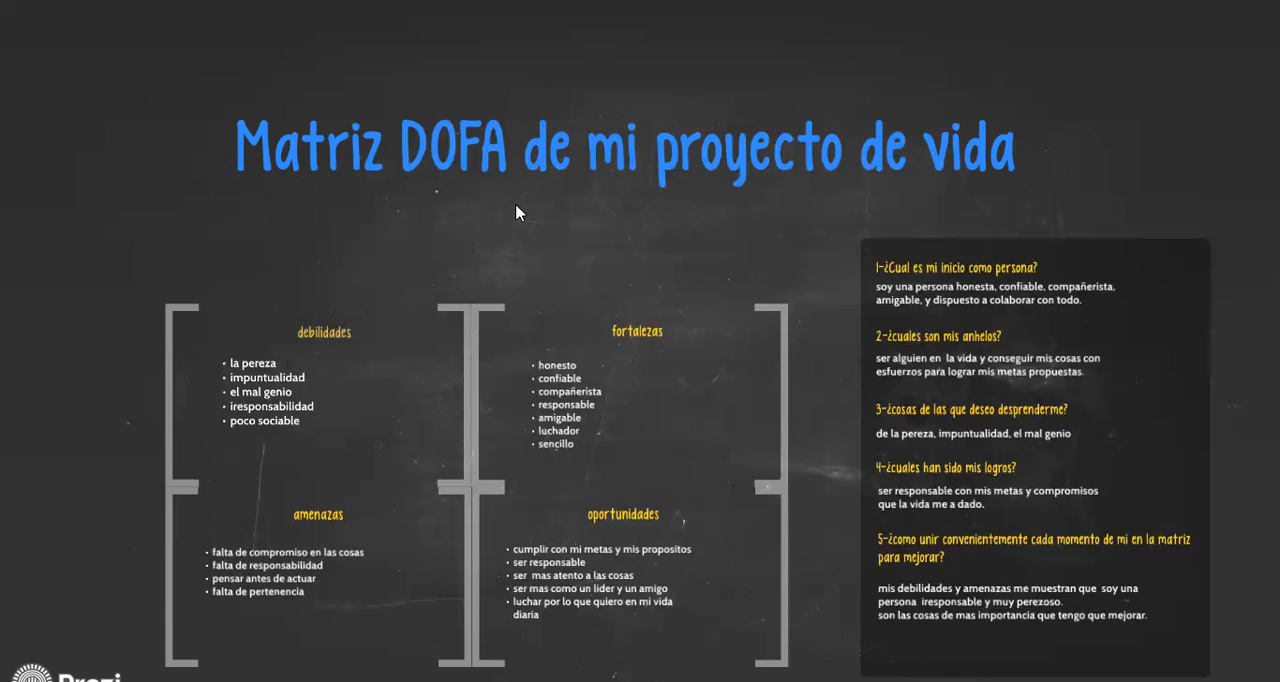 Matriz DOFA de mi proyecto de vida
debilidades
• la pereza
• impuntualidad
• el mal genio
• iresponsabilidad
• poco sociable
fortalezas
• honesto
• confiable
• compañerista
• responsable
• amigable
• luchador
• sencillo
amenazas
• falta de compromiso en las cosas
• falta de responsabilidad
• pensar antes de actuar
• falta de pertenencia
oportunidades
• cumplir con mi metas y mis propositos
• ser responsable
• ser mas atento a las cosas
• ser mas como un lider y un amigo
• luchar por lo que quiero en mi vida
diaria
1-¿Cual es mi inicio como persona?
soy una persona honesta, confiable, compañerista,
amigable, y dispuesto a colaborar con todo.
2-¿cuales son mis anhelos?
ser alguien en la vida y conseguir mis cosas con
esfuerzos para lograr mis metas propuestas.
3-¿cosas de las que deseo desprenderme?
de la pereza, impuntualidad, el mal genio
4-¿cuales han sido mis logros?
ser responsable con mis metas y compromisos
que la vida me a dado.
5-¿como unir convenientemente cada momento de mi en la matriz
para mejorar?
mis debilidades y amenazas me muestran que soy una
persona iresponsable y muy perezoso.
son las cosas de mas importancia que tengo que mejorar.
Prezi